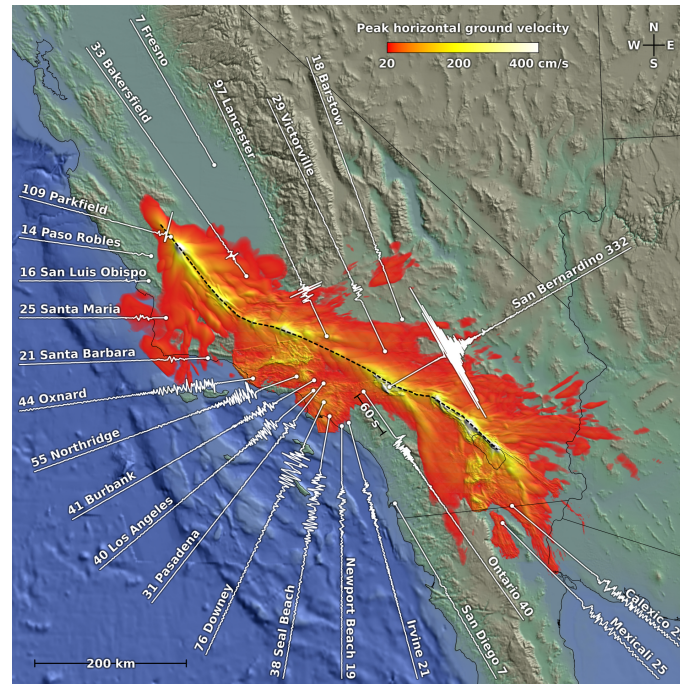 Peak horizontal ground velocity
20 200 400 cm/s
N
W E
S
7 Fresno
33 Bakersfield
97 Lancaster
29 Victorville
18 Barstow
109 Parkfield
14 Paso Robles
16 San Luis Obispo
25 Santa Maria
21 Santa Barbara
44 Oxnard
55 Northridge
41 Burbank
40 Los Angeles
31 Pasadena
76 Downey
38 Seal Beach
Newport Beach 19
Irvine 21
San Diego 7
Ontario 40
Mexicali 25
Calexico
San Bernardino 332
60 s
200 km